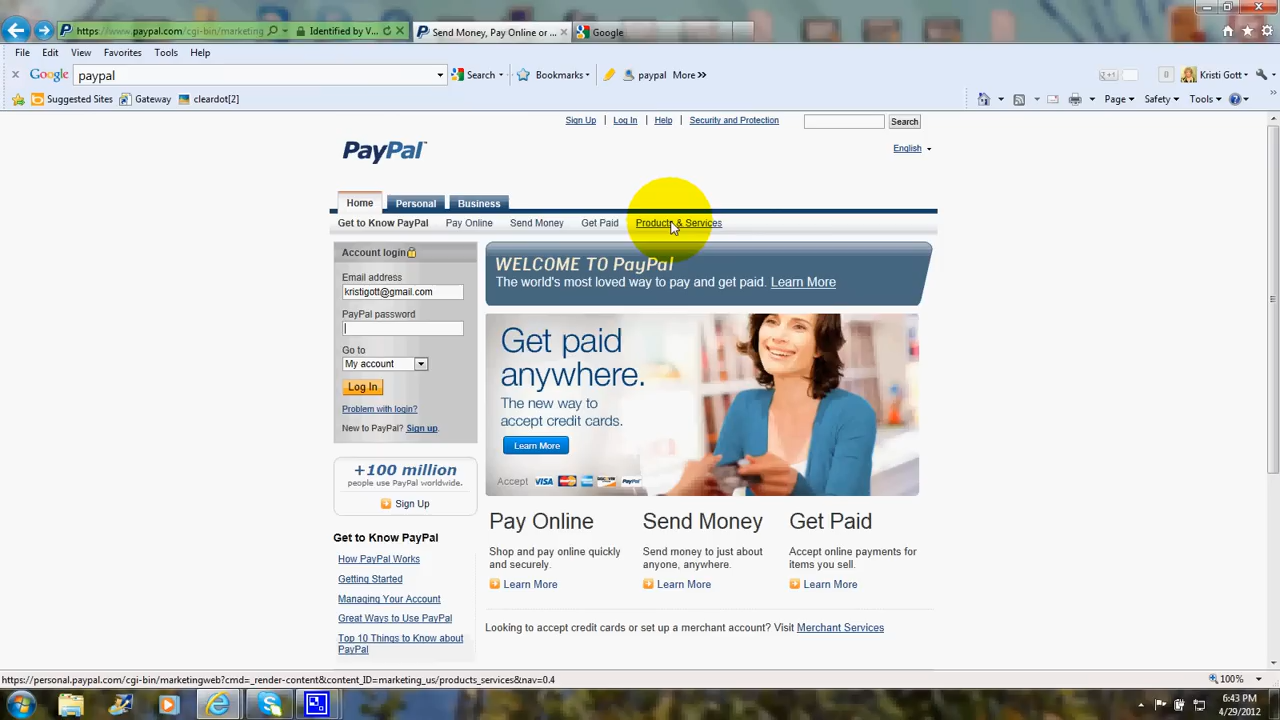 https://www.paypal.com/cgi-bin/marketing
Identified by V...
Send Money, Pay Online or ...
Google
File Edit View Favorites Tools Help
Google paypal Search Bookmarks paypal More »
Kristi Gott
Suggested Sites Gateway cleardot[2]
Page Safety Tools
Sign Up | Log In | Help | Security and Protection Search
PayPal
English
Home Personal Business
Get to Know PayPal Pay Online Send Money Get Paid Products & Services
Account login
Email address
kristigott@gmail.com
PayPal password
Go to
My account
Log In
Problem with login?
New to PayPal? Sign up.
WELCOME TO PayPal
The world's most loved way to pay and get paid. Learn More
Get paid
anywhere.
The new way to
accept credit cards.
Learn More
Accept VISA PayPal
+100 million
people use PayPal worldwide.
Sign Up
Get to Know PayPal
How PayPal Works
Getting Started
Managing Your Account
Great Ways to Use PayPal
Top 10 Things to Know about
PayPal
Pay Online
Shop and pay online quickly
and securely.
Learn More
Send Money
Send money to just about
anyone, anywhere.
Learn More
Get Paid
Accept online payments for
items you sell.
Learn More
Looking to accept credit cards or set up a merchant account? Visit Merchant Services
https://personal.paypal.com/cgi-bin/marketingweb?cmd=_render-content&content_ID=marketing_us/products_services&nav=0.4
100%
6:43 PM
4/29/2012